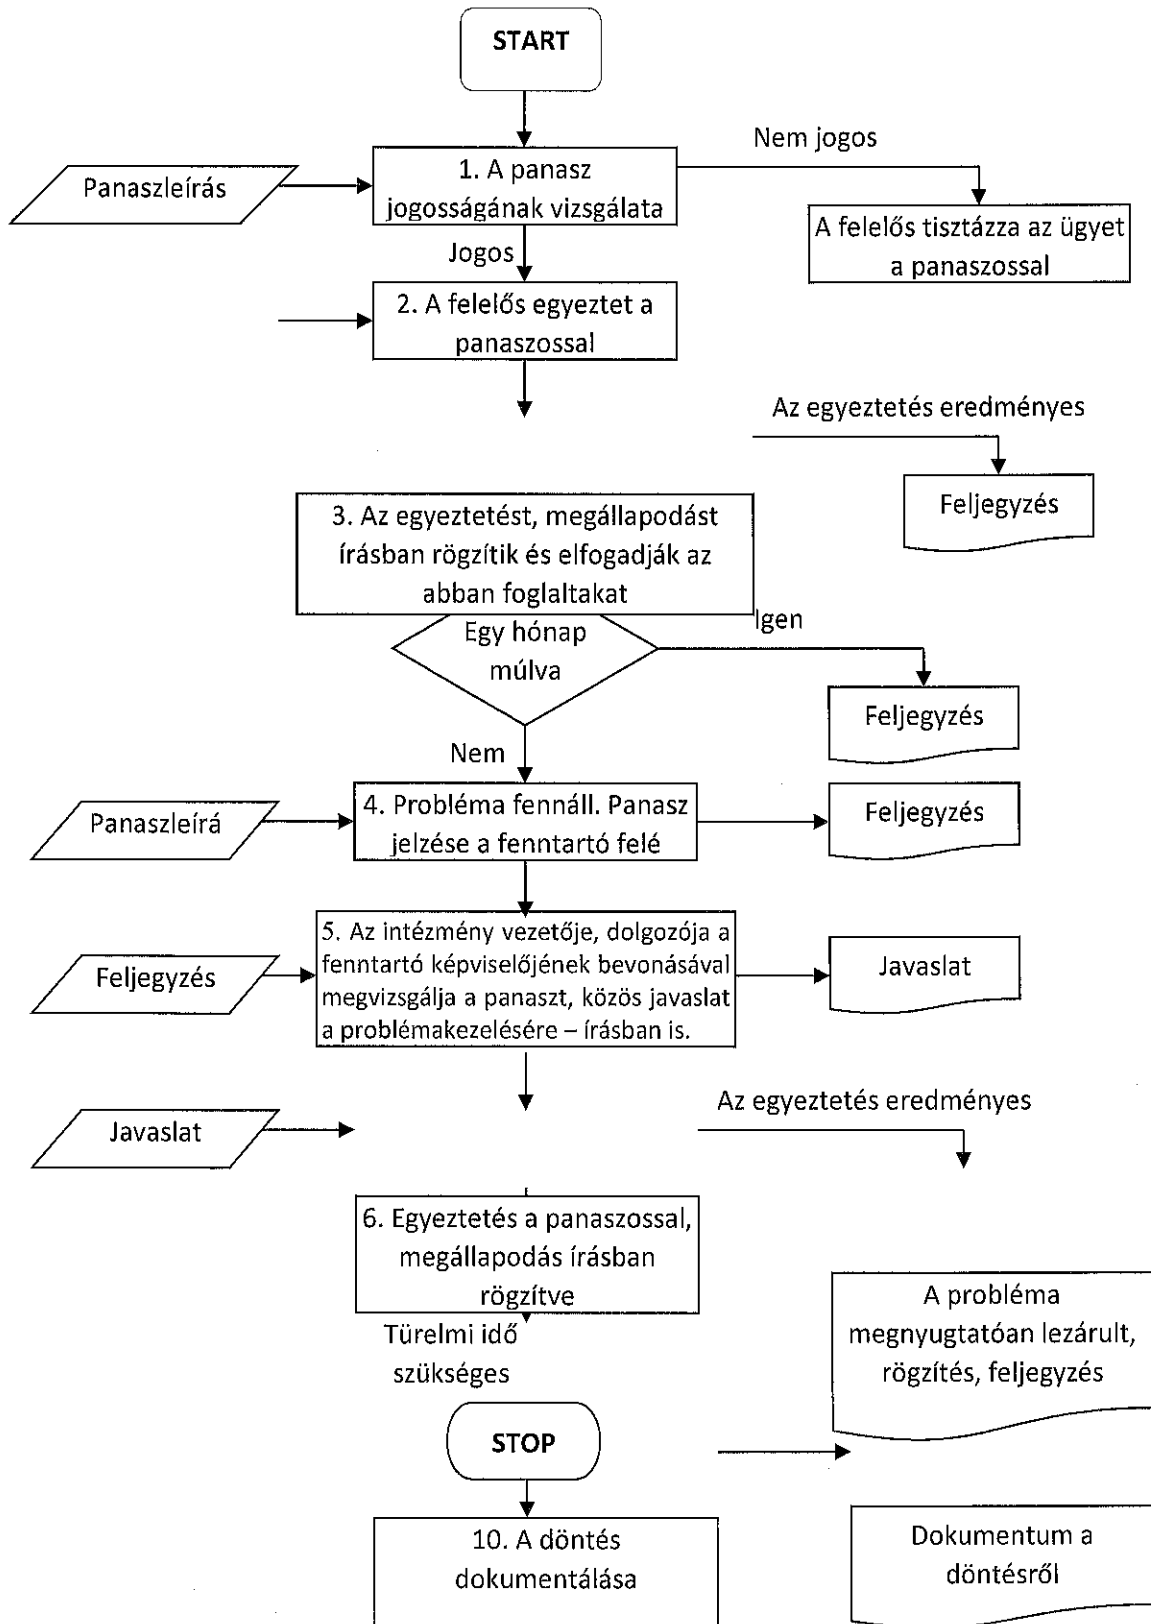 START
Nem jogos
Panaszleírás
1. A panasz
jogosságának vizsgálata
A felelős tisztázza az ügyet
a panaszossal
Jogos
2. A felelős egyeztet a
panaszossal
Az egyeztetés eredményes
Feljegyzés
3. Az egyeztetést, megállapodást
írásban rögzítik és elfogadják az
abban foglaltakat
Igen
Egy hónap
múlva
Feljegyzés
Nem
Panaszleírá
4. Probléma fennáll. Panasz
jelzése a fenntartó felé
Feljegyzés
Feljegyzés
5. Az intézmény vezetője, dolgozója a
fenntartó képviselőjének bevonásával
megvizsgálja a panaszt, közös javaslat
a problémakezelésére – írásban is.
Javaslat
Az egyeztetés eredményes
Javaslat
6. Egyeztetés a panaszossal,
megállapodás írásban
rögzítve
A probléma
megnyugtatóan lezárult,
rögzítés, feljegyzés
Türelmi idő
szükséges
STOP
10. A döntés
dokumentálása
Dokumentum a
döntésről